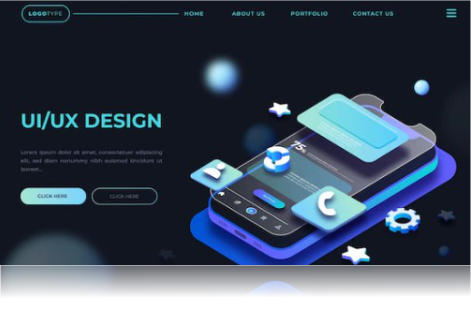 LOGOTYPE
HOME
ABOUT US
PORTFOLIO
CONTACT US
UI/UX DESIGN
Lorem ipsum dolor sit amet, consectetuer adipiscing
elit, sed diam nonummy nibh euismod tincidunt ut
laoreet...
CLICK HERE
CLICK HERE
75%